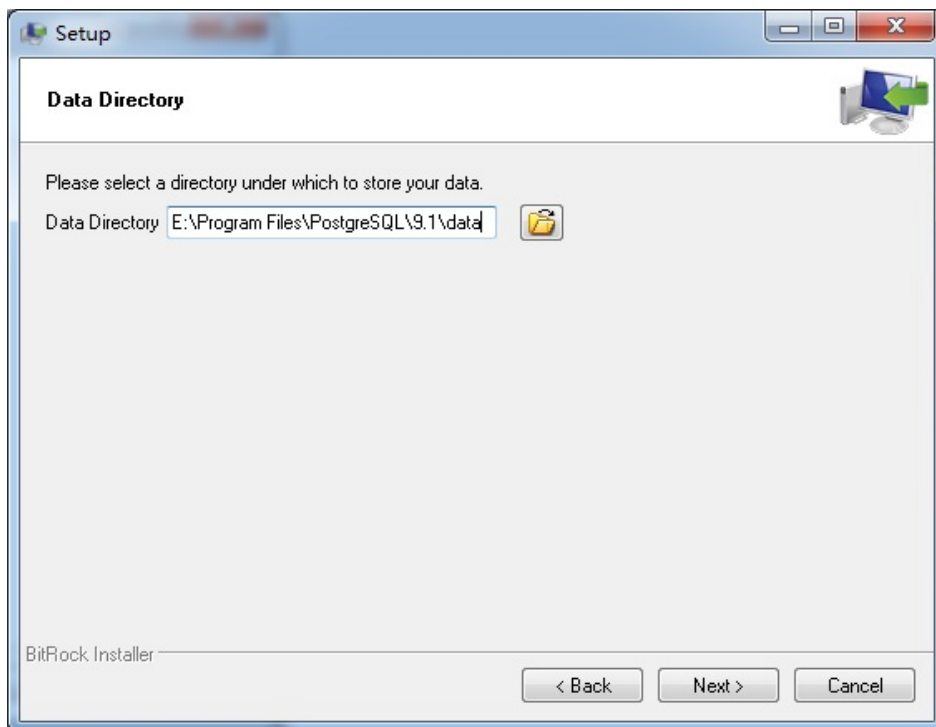 Setup
Data Directory
Please select a directory under which to store your data.
Data Directory E:\Program Files\PostgreSQL\9.1\data
BitRock Installer
< Back Next > Cancel